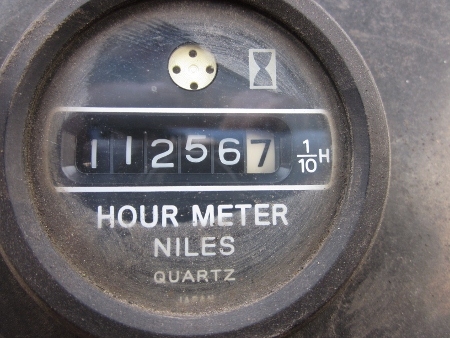 112567 1/10H
HOUR METER
NILES
QUARTZ
JAPAN